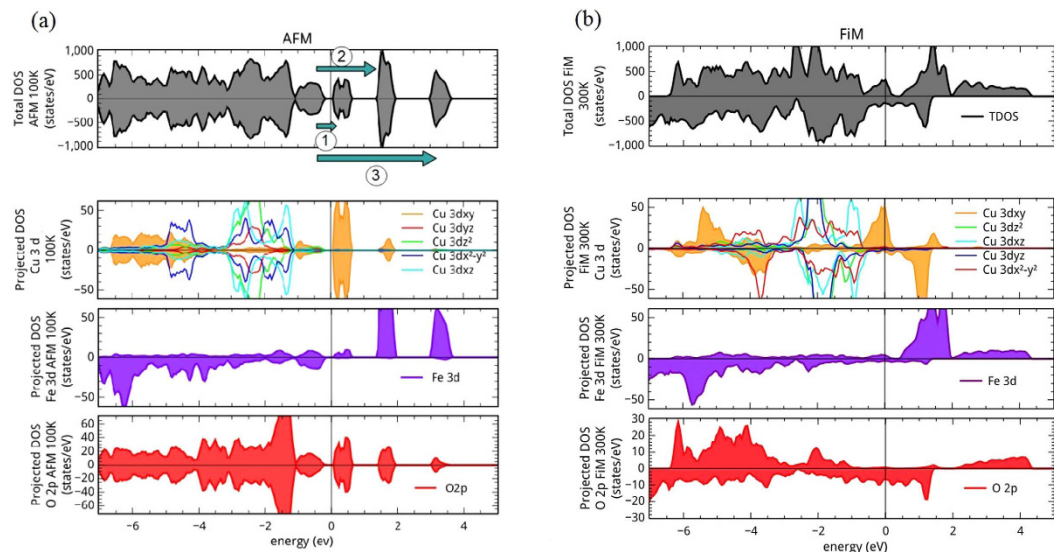 (a)
AFM
Total DOS
AFM 100K
(states/eV)
1,000
500
0
−500
−1,000
2
1
3
Projected DOS
Cu 3 d
100K
(states/eV)
50
0
−50
Cu 3dxy
Cu 3dyz
Cu 3dz²
Cu 3dx²-y²
Cu 3dxz
Projected DOS
Fe 3d AFM 100K
(states/eV)
50
0
−50
Fe 3d
Projected DOS
O 2p AFM 100K
(states/eV)
60
40
20
0
−20
−40
−60
O2p
−6
−4
−2
0
2
4
energy (ev)
(b)
FiM
Total DOS FiM
300K
(states/eV)
1,000
500
0
−500
−1,000
TDOS
Projected DOS
FiM 300K
Cu 3 d
(states/eV)
50
0
−50
Cu 3dxy
Cu 3dz²
Cu 3dxz
Cu 3dyz
Cu 3dx²-y²
Projected DOS
Fe 3d FiM 300K
(states/eV)
50
0
−50
Fe 3d
Projected DOS
O 2p FiM 300K
(states/eV)
30
20
10
0
−10
−20
−30
O 2p
−6
−4
−2
0
2
4
energy (eV)